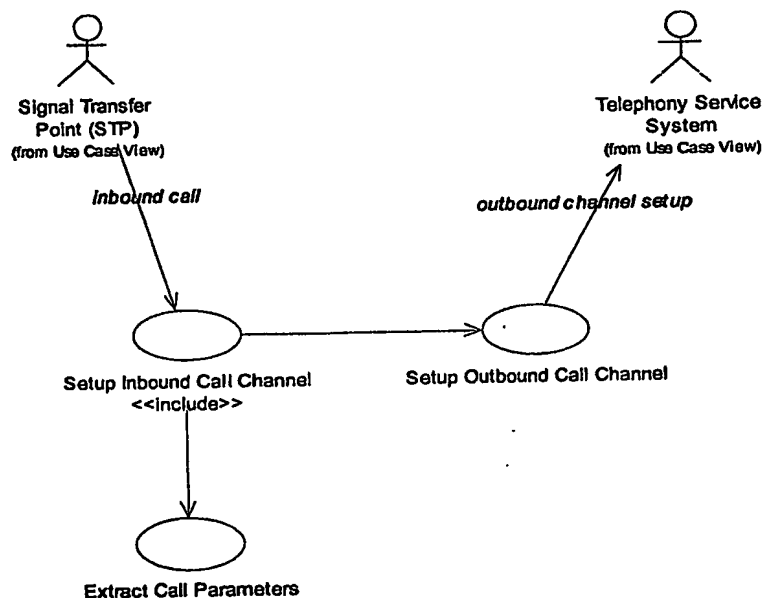 Signal Transfer
Point (STP)
(from Use Case View)
Telephony Service
System
(from Use Case View)
inbound call
outbound channel setup
Setup Inbound Call Channel
<<include>>
Setup Outbound Call Channel
Extract Call Parameters